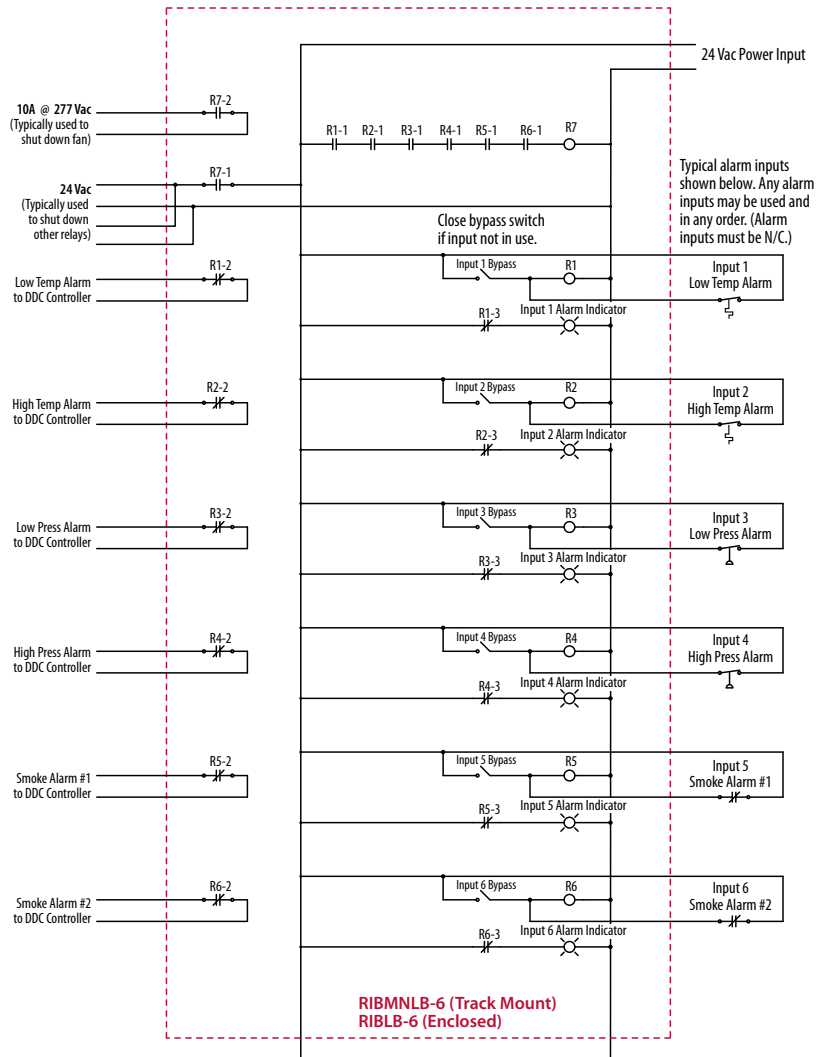 24 Vac Power Input
R7-2
10A @ 277 Vac
(Typically used to
shut down fan)
R1-1 R2-1 R3-1 R4-1 R5-1 R6-1 R7
R7-1
24 Vac
(Typically used
to shut down
other relays)
Typical alarm inputs
shown below. Any alarm
inputs may be used and
in any order. (Alarm
inputs must be N/C.)
Close bypass switch
if input not in use.
Low Temp Alarm
to DDC Controller
R1-2
Input 1 Bypass
R1
Input 1
Low Temp Alarm
R1-3
Input 1 Alarm Indicator
High Temp Alarm
to DDC Controller
R2-2
Input 2 Bypass
R2
Input 2
High Temp Alarm
R2-3
Input 2 Alarm Indicator
Low Press Alarm
to DDC Controller
R3-2
Input 3 Bypass
R3
Input 3
Low Press Alarm
R3-3
Input 3 Alarm Indicator
High Press Alarm
to DDC Controller
R4-2
Input 4 Bypass
R4
Input 4
High Press Alarm
R4-3
Input 4 Alarm Indicator
Smoke Alarm #1
to DDC Controller
R5-2
Input 5 Bypass
R5
Input 5
Smoke Alarm #1
R5-3
Input 5 Alarm Indicator
Smoke Alarm #2
to DDC Controller
R6-2
Input 6 Bypass
R6
Input 6
Smoke Alarm #2
R6-3
Input 6 Alarm Indicator
RIBMNLB-6 (Track Mount)
RIBLB-6 (Enclosed)